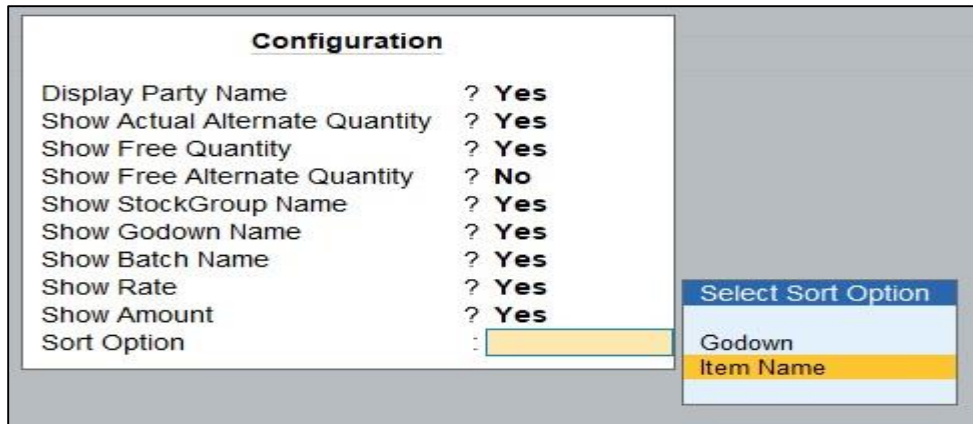 Configuration
Display Party Name ? Yes
Show Actual Alternate Quantity ? Yes
Show Free Quantity ? Yes
Show Free Alternate Quantity ? No
Show StockGroup Name ? Yes
Show Godown Name ? Yes
Show Batch Name ? Yes
Show Rate ? Yes
Show Amount ? Yes
Sort Option :
Select Sort Option
Godown
Item Name